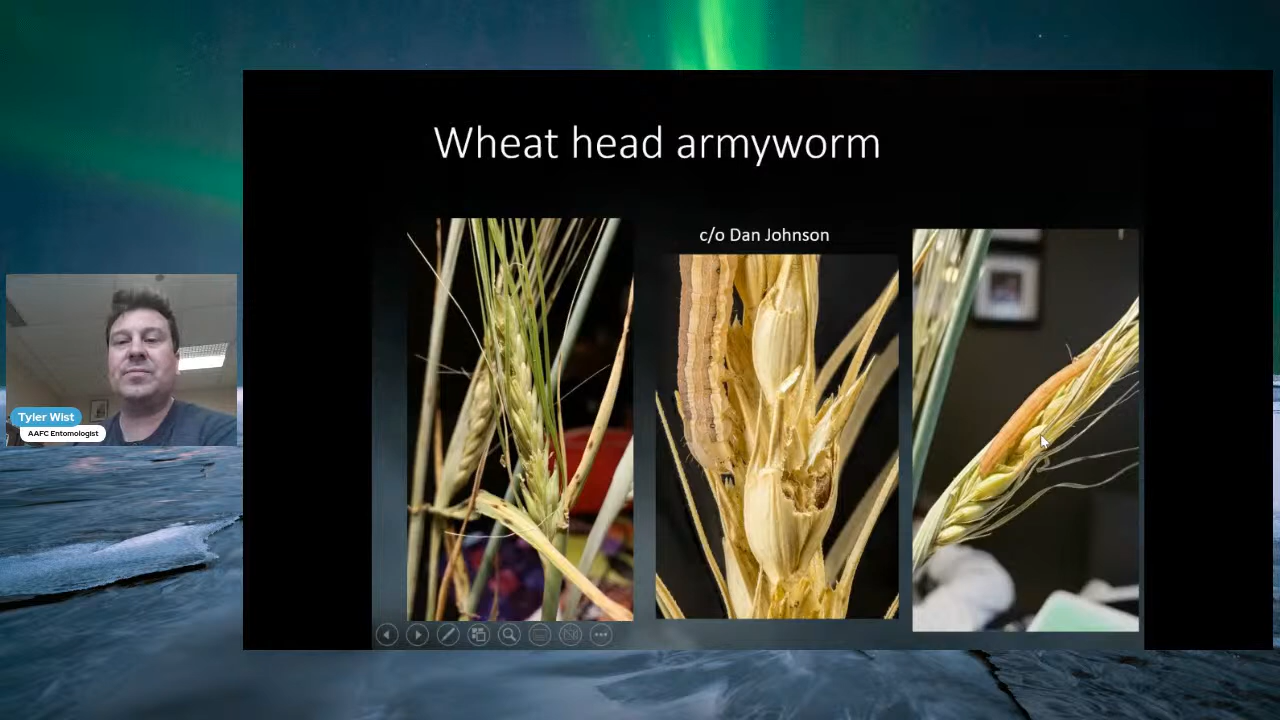 Wheat head armyworm
c/o Dan Johnson
Tyler Wist
AAFC Entomologist